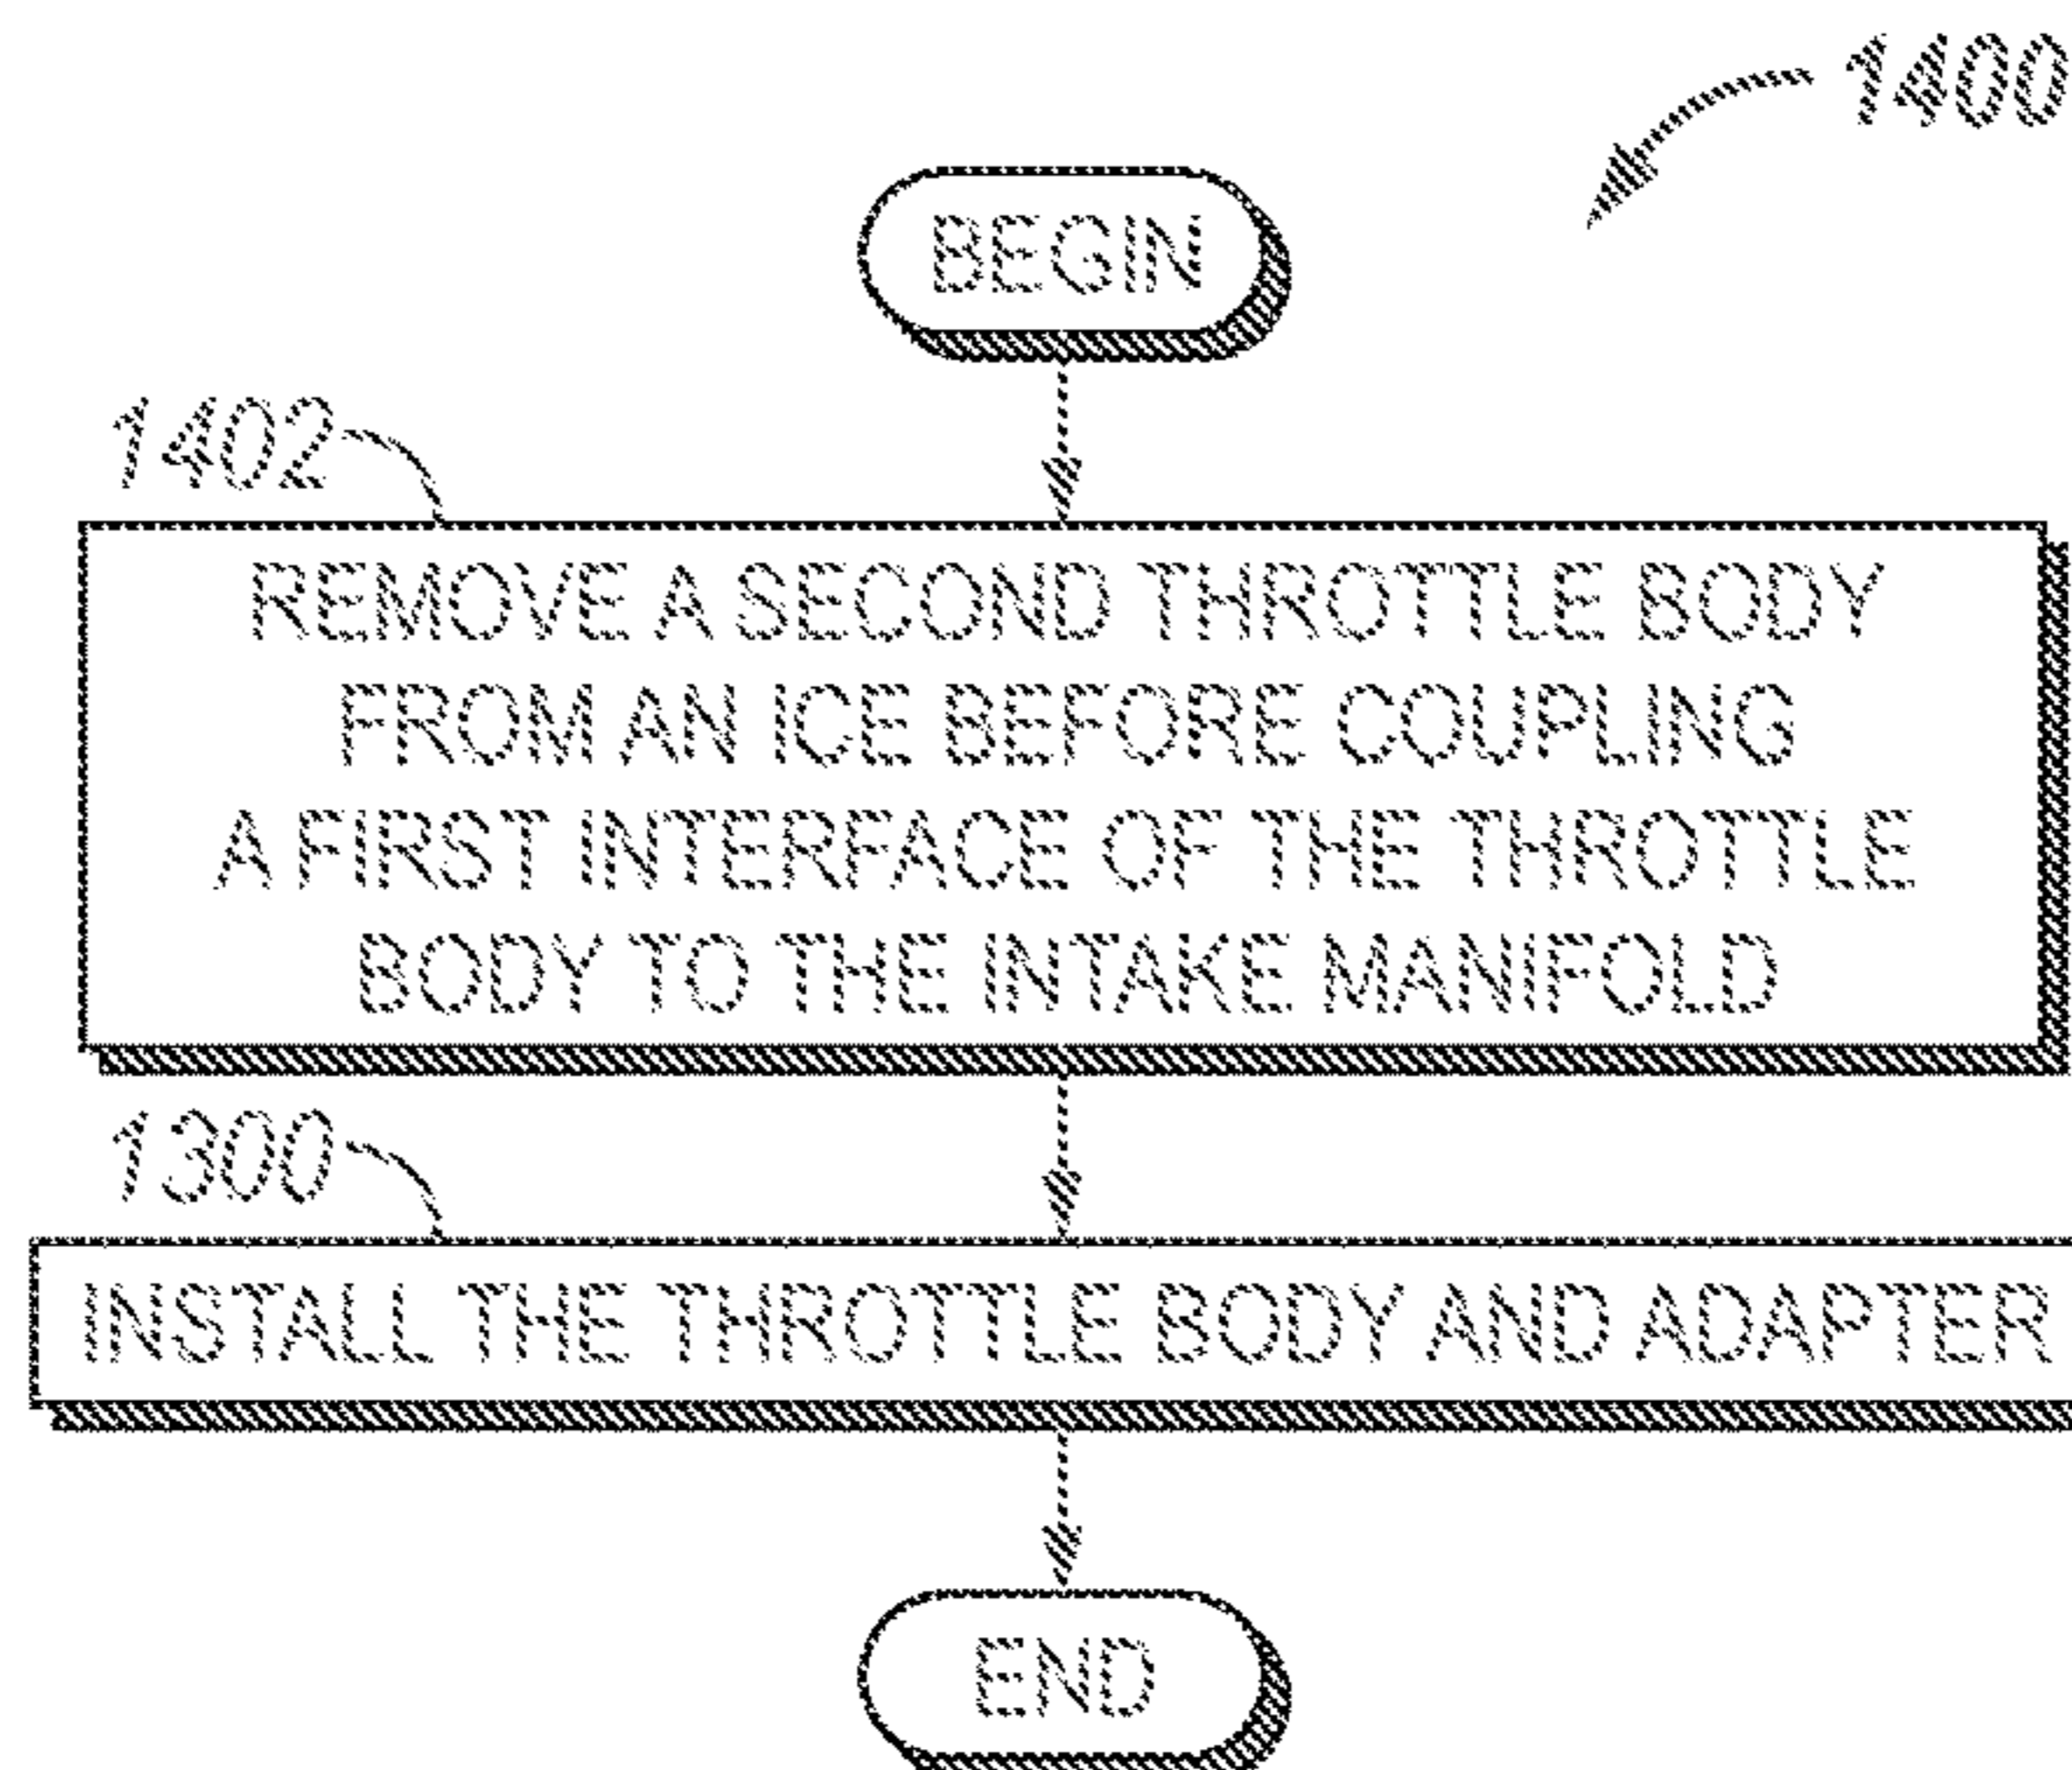 1400
BEGIN
1402
REMOVE A SECOND THROTTLE BODY
FROM AN ICE BEFORE COUPLING
A FIRST INTERFACE OF THE THROTTLE
BODY TO THE INTAKE MANIFOLD
1300
INSTALL THE THROTTLE BODY AND ADAPTER
END